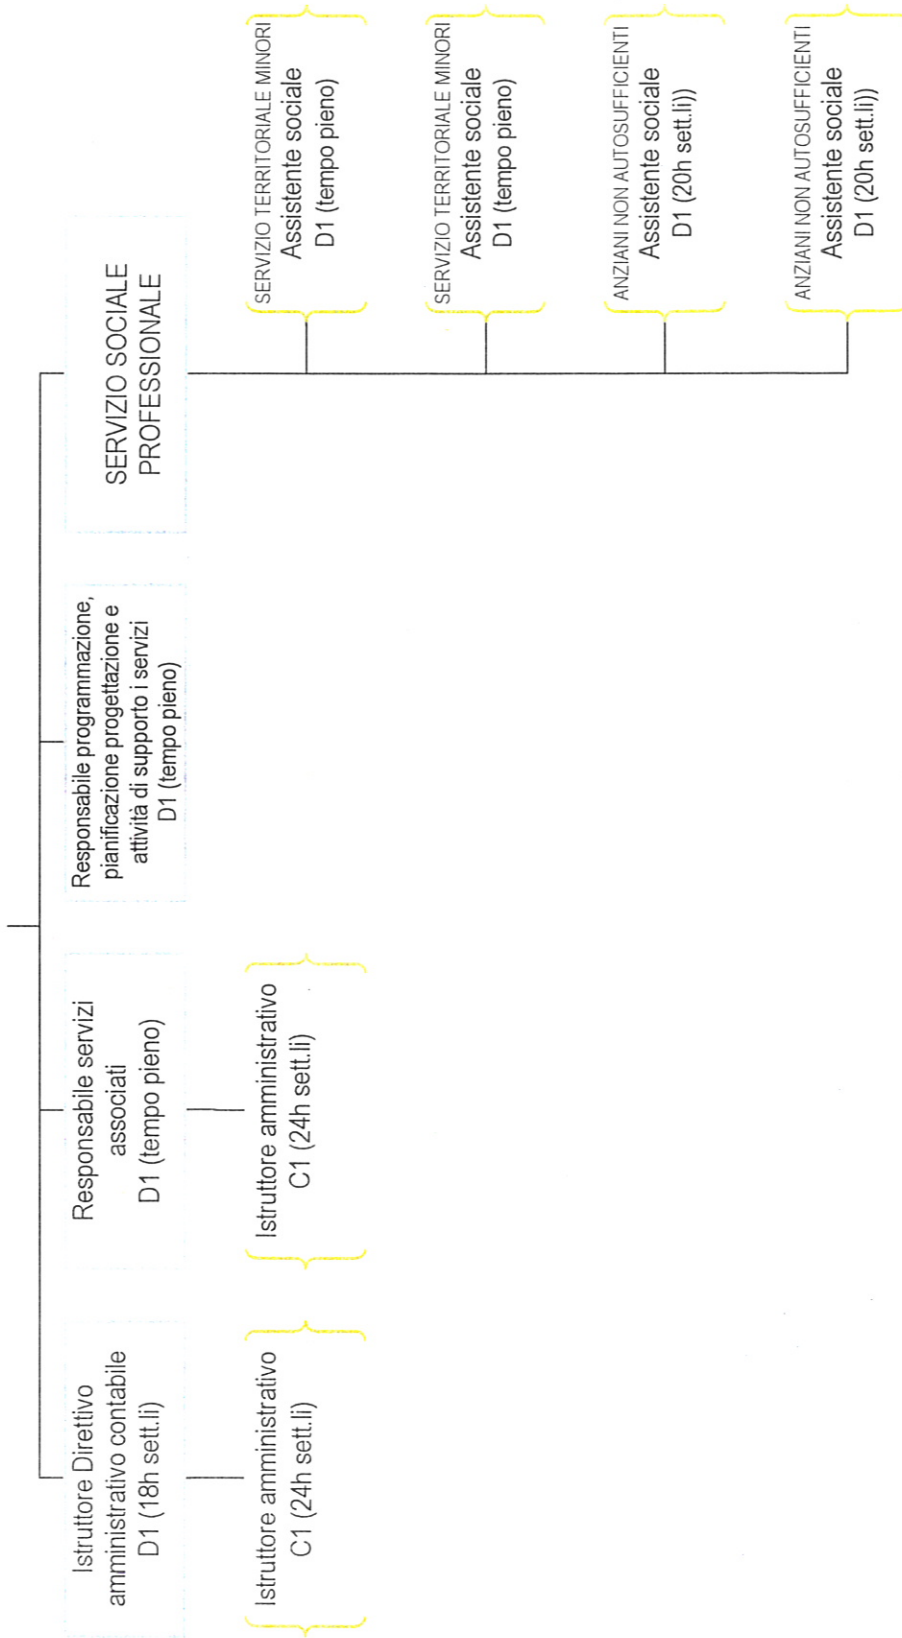 Istruttore Direttivo
amministrativo contabile
D1 (18h sett.li)
Istruttore amministrativo
C1 (24h sett.li)
Responsabile servizi
associati
D1 (tempo pieno)
Istruttore amministrativo
C1 (24h sett.li)
Responsabile programmazione,
pianificazione progettazione e
attività di supporto i servizi
D1 (tempo pieno)
SERVIZIO SOCIALE
PROFESSIONALE
SERVIZIO TERRITORIALE MINORI
Assistente sociale
D1 (tempo pieno)
SERVIZIO TERRITORIALE MINORI
Assistente sociale
D1 (tempo pieno)
ANZIANI NON AUTOSUFFICIENTI
Assistente sociale
D1 (20h sett.li))
ANZIANI NON AUTOSUFFICIENTI
Assistente sociale
D1 (20h sett.li))